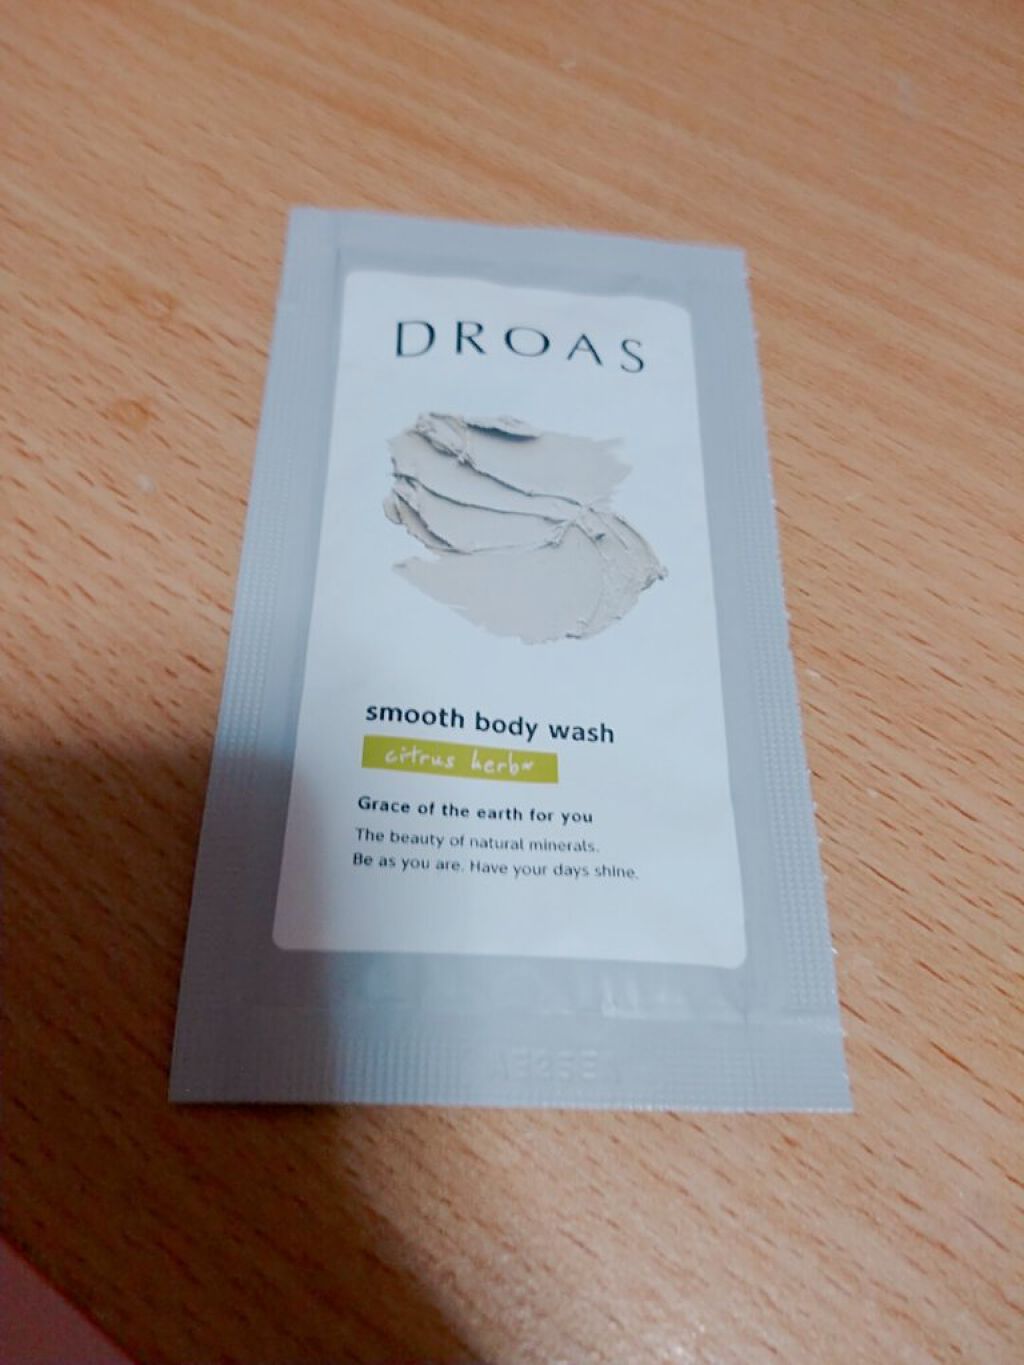 DROAS
smooth body wash
citrus herb~
Grace of the earth for you
The beauty of natural minerals.
Be as you are. Have your days shine.